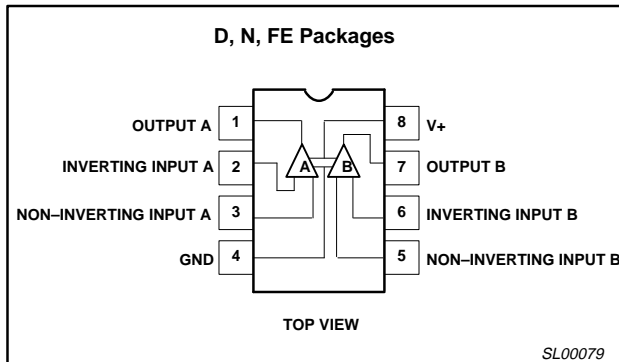 D, N, FE Packages
OUTPUT A 1
8 V+
INVERTING INPUT A 2
A B
7 OUTPUT B
NON–INVERTING INPUT A 3
6 INVERTING INPUT B
GND 4
5 NON–INVERTING INPUT B
TOP VIEW
SL00079